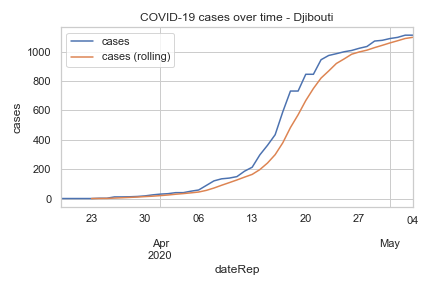 COVID-19 cases over time - Djibouti
cases
cases (rolling)
1000
800
600
400
200
0
cases
23 30 06 13 20 27 04
Apr May
2020
dateRep